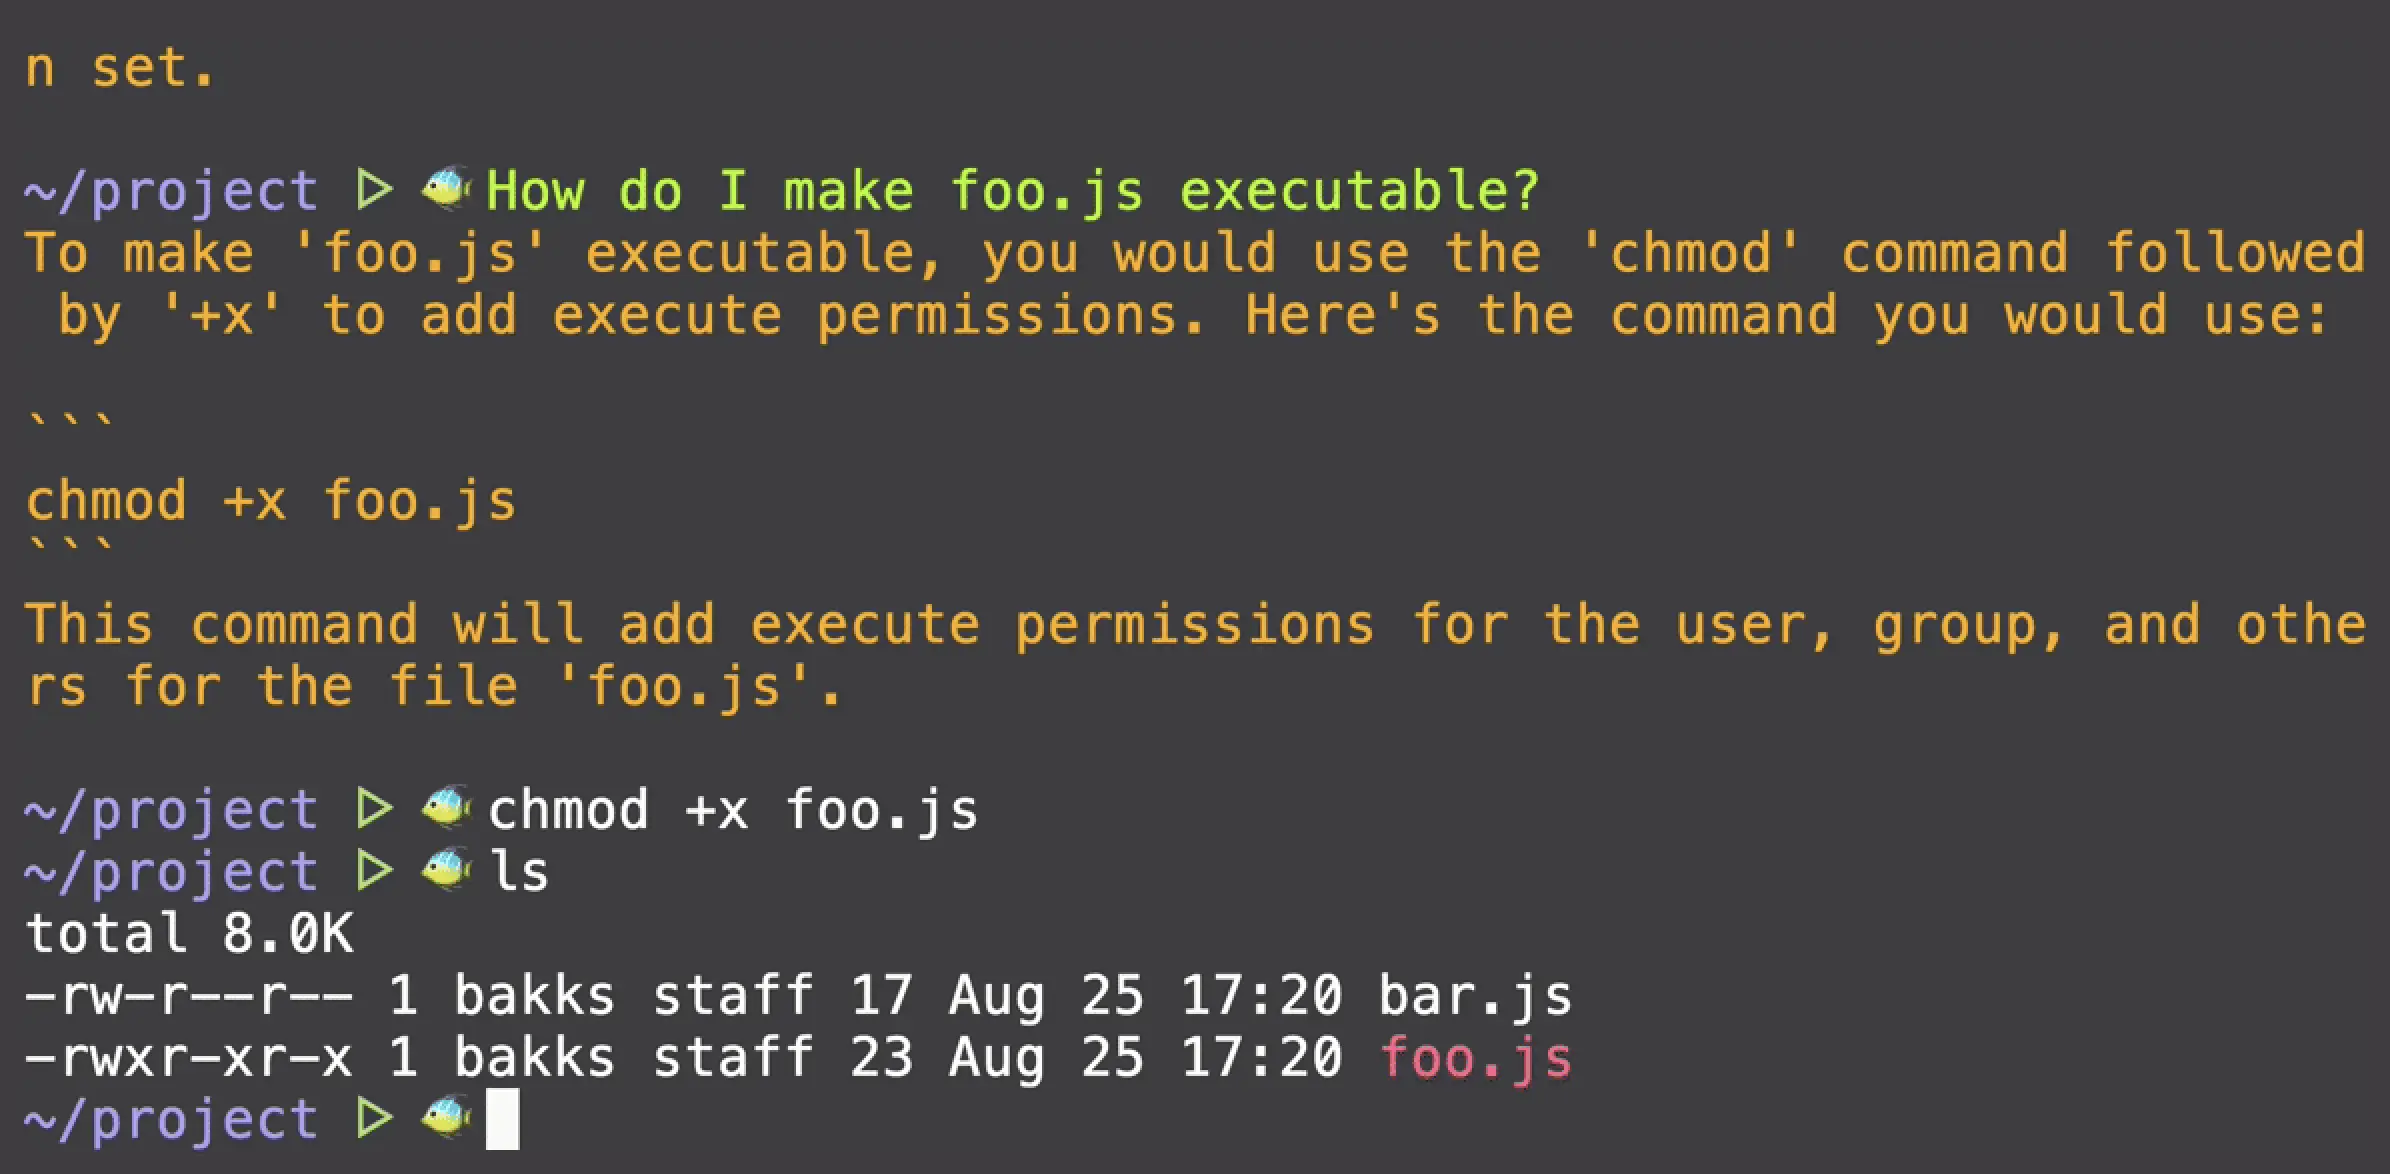 n set.
~/project ▷ 🐠How do I make foo.js executable?
To make 'foo.js' executable, you would use the 'chmod' command followed
 by '+x' to add execute permissions. Here's the command you would use:
```
chmod +x foo.js
```
This command will add execute permissions for the user, group, and othe
rs for the file 'foo.js'.
~/project ▷ 🐠chmod +x foo.js
~/project ▷ 🐠ls
total 8.0K
-rw-r--r-- 1 bakks staff 17 Aug 25 17:20 bar.js
-rwxr-xr-x 1 bakks staff 23 Aug 25 17:20 foo.js
~/project ▷ 🐠